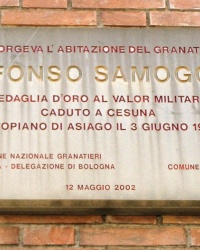 ORGEVA L'ABITAZIONE DEL GRANATI
FONSO SAMOGG
EDAGLIA D'ORO AL VALOR MILITAR
CADUTO A CESUNA
OPIANO DI ASIAGO IL 3 GIUGNO 19
NE NAZIONALE GRANATIERI
A - DELEGAZIONE DI BOLOGNA
COMUNE
12 MAGGIO 2002